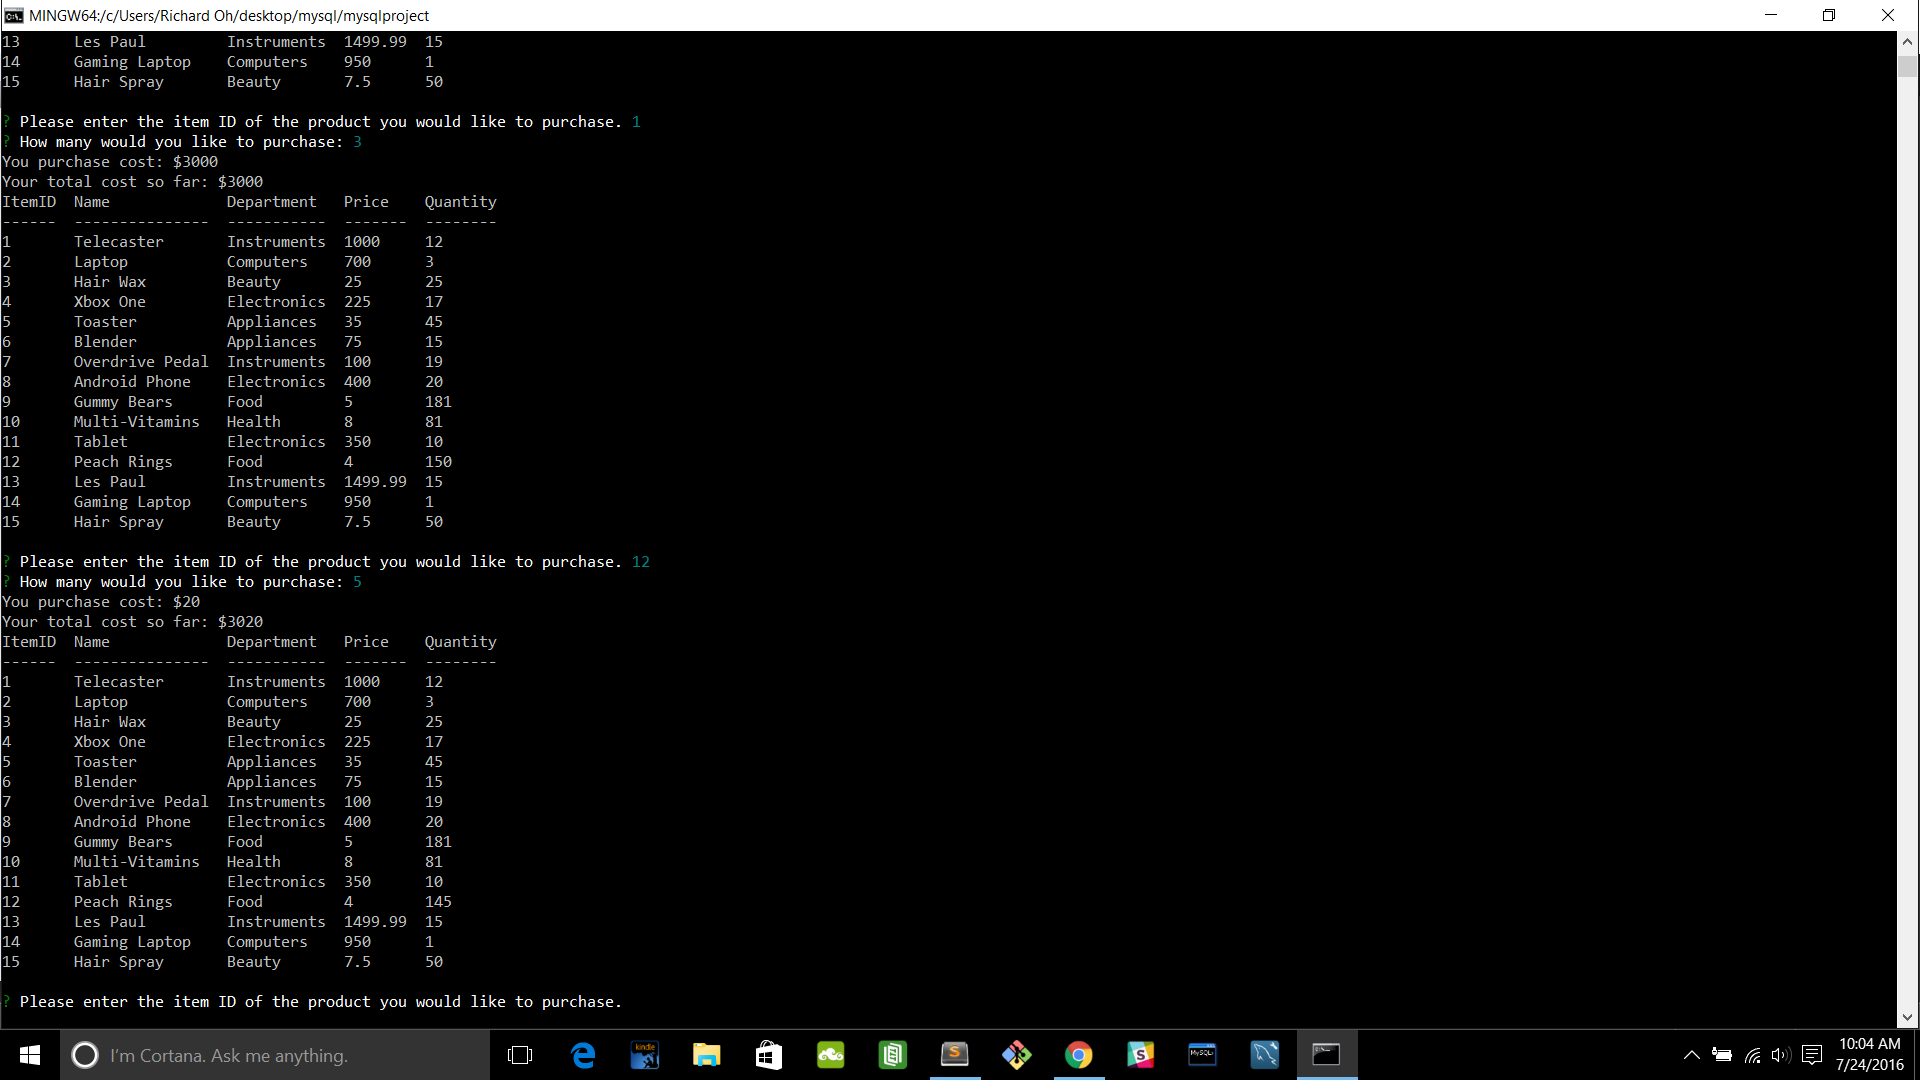 MINGW64:/c/Users/Richard Oh/desktop/mysql/mysqlproject
13 Les Paul Instruments 1499.99 15
14 Gaming Laptop Computers 950 1
15 Hair Spray Beauty 7.5 50
? Please enter the item ID of the product you would like to purchase. 1
? How many would you like to purchase: 3
You purchase cost: $3000
Your total cost so far: $3000
ItemID Name Department Price Quantity
------ --------------- ----------- ------- --------
1 Telecaster Instruments 1000 12
2 Laptop Computers 700 3
3 Hair Wax Beauty 25 25
4 Xbox One Electronics 225 17
5 Toaster Appliances 35 45
6 Blender Appliances 75 15
7 Overdrive Pedal Instruments 100 19
8 Android Phone Electronics 400 20
9 Gummy Bears Food 5 181
10 Multi-Vitamins Health 8 81
11 Tablet Electronics 350 10
12 Peach Rings Food 4 150
13 Les Paul Instruments 1499.99 15
14 Gaming Laptop Computers 950 1
15 Hair Spray Beauty 7.5 50
? Please enter the item ID of the product you would like to purchase. 12
? How many would you like to purchase: 5
You purchase cost: $20
Your total cost so far: $3020
ItemID Name Department Price Quantity
------ --------------- ----------- ------- --------
1 Telecaster Instruments 1000 12
2 Laptop Computers 700 3
3 Hair Wax Beauty 25 25
4 Xbox One Electronics 225 17
5 Toaster Appliances 35 45
6 Blender Appliances 75 15
7 Overdrive Pedal Instruments 100 19
8 Android Phone Electronics 400 20
9 Gummy Bears Food 5 181
10 Multi-Vitamins Health 8 81
11 Tablet Electronics 350 10
12 Peach Rings Food 4 145
13 Les Paul Instruments 1499.99 15
14 Gaming Laptop Computers 950 1
15 Hair Spray Beauty 7.5 50
? Please enter the item ID of the product you would like to purchase.
I'm Cortana. Ask me anything.
kindle
MySQL>
10:04 AM
7/24/2016